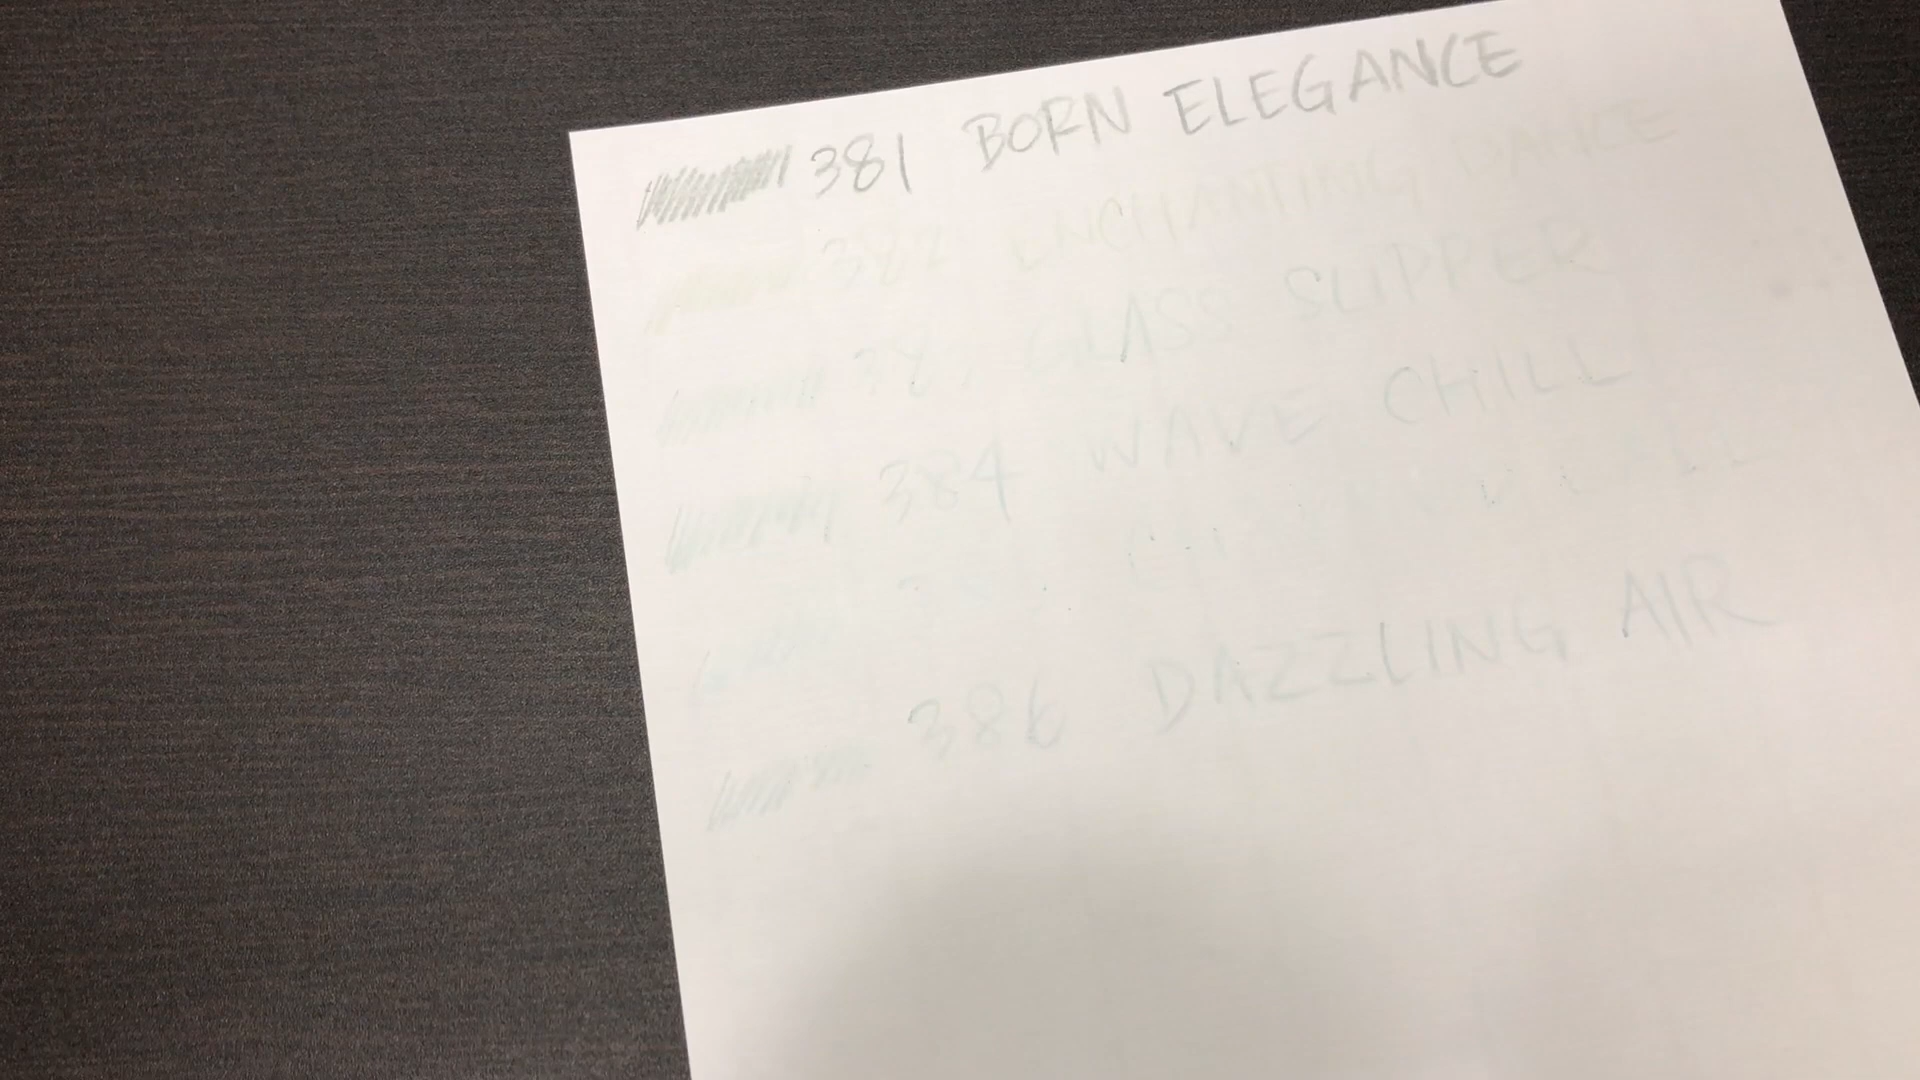 381 BORN ELEGANCE
382 ENCHANTING DANCE
383 GLASS SLIPPER
384 WAVE CHILL
386 DAZZLING AIR